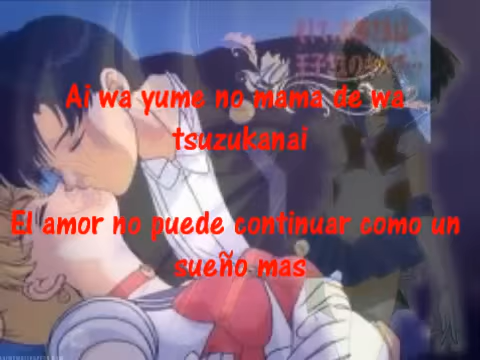 Ai wa yume no mama de wa
tsuzukanai
El amor no puede continuar como un
sueño mas